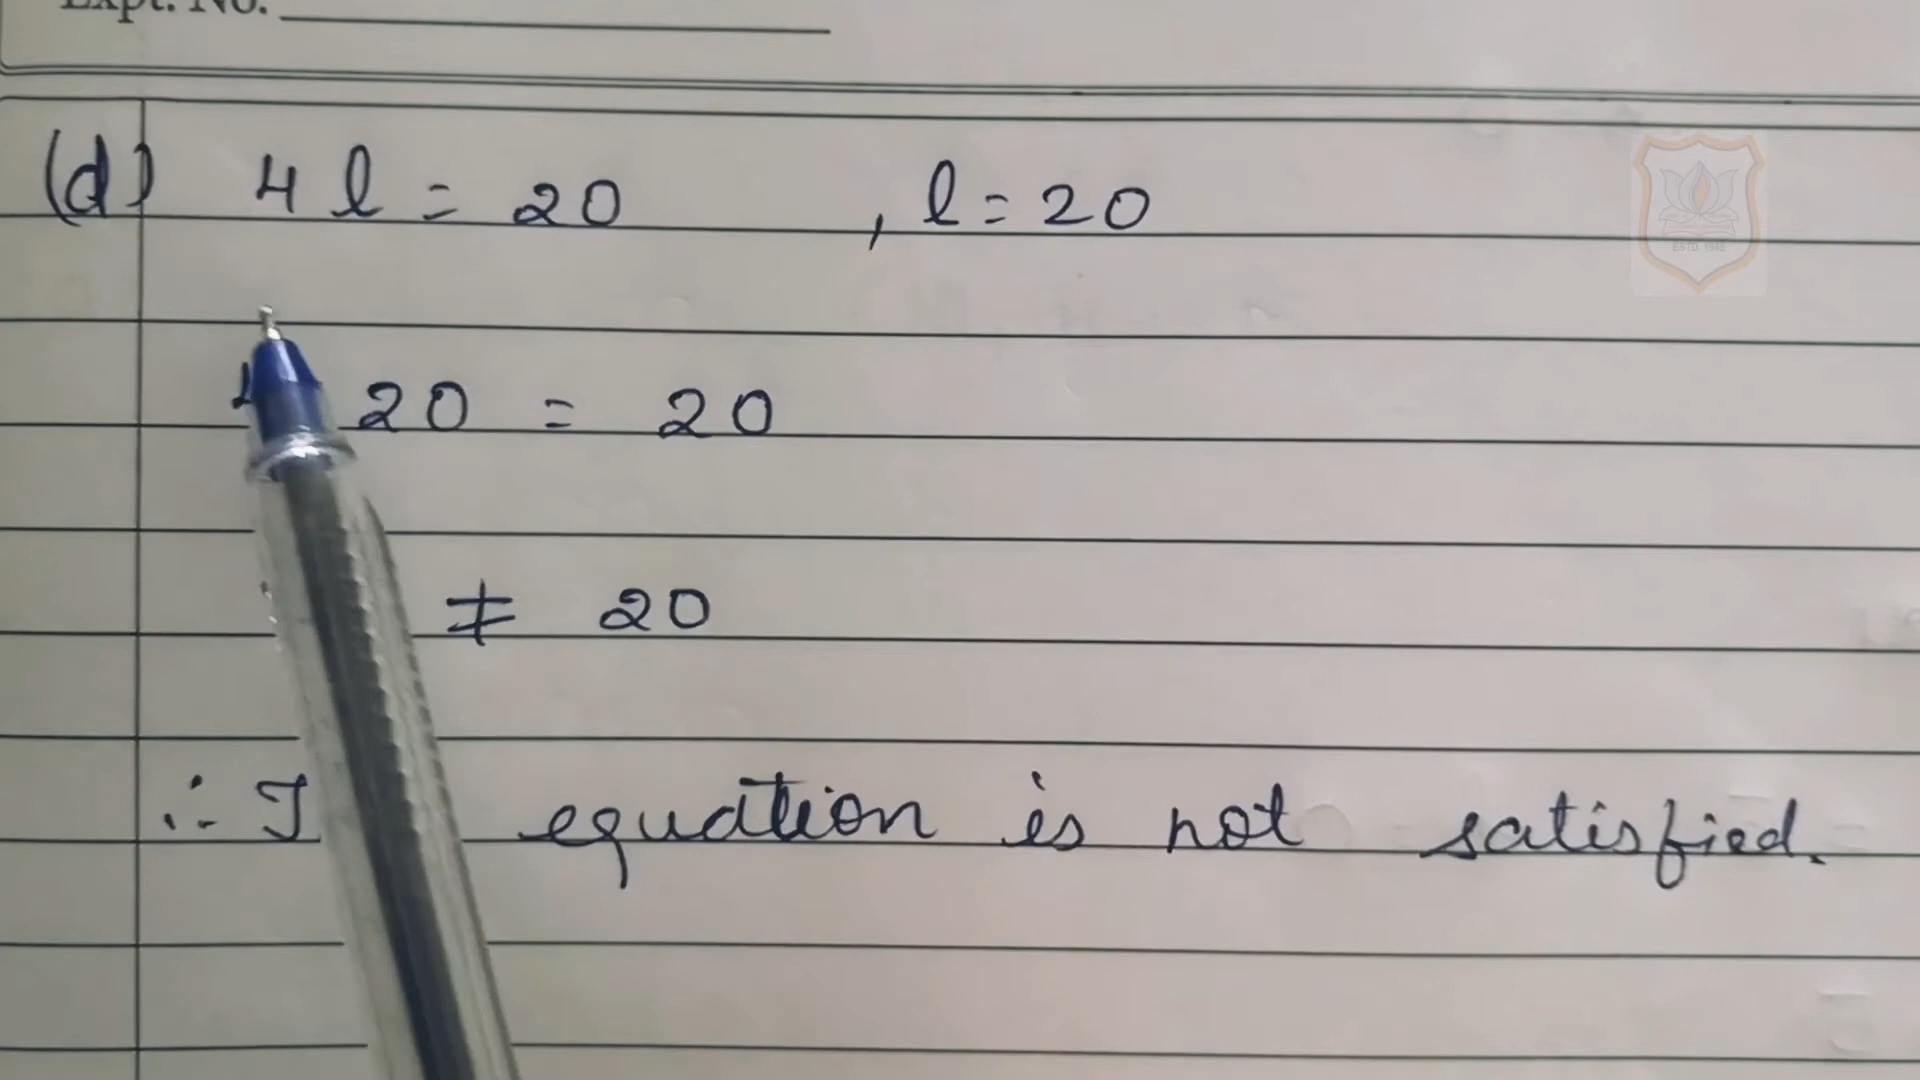 Expt. No.
(d) 4 l = 20 , l = 20
20 = 20
≠ 20
∴ equation is not satisfied.